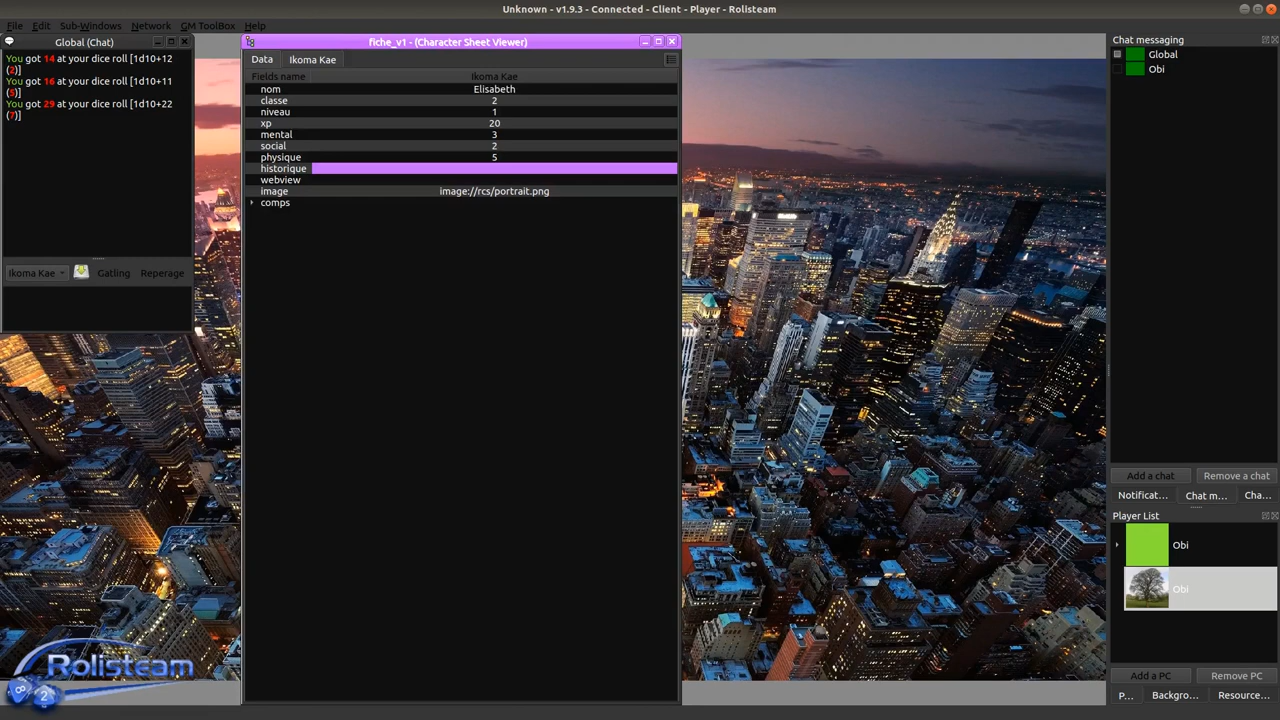 Unknown - v1.9.3 - Connected - Client - Player - Rolisteam
File Edit Sub-Windows Network GM ToolBox Help
Global (Chat)
You got 14 at your dice roll [1d10+12
(2)]
You got 16 at your dice roll [1d10+11
(5)]
You got 29 at your dice roll [1d10+22
(7)]
Ikoma Kae Gatling Reperage
fiche_v1 - (Character Sheet Viewer)
Data Ikoma Kae
Fields name Ikoma Kae
nom Elisabeth
classe 2
niveau 1
xp 20
mental 3
social 2
physique 5
historique
webview
image image://rcs/portrait.png
comps
Chat messaging
Global
Obi
Add a chat Remove a chat
Notificat... Chat m... Cha...
Player List
Obi
Obi
Add a PC Remove PC
P... Backgro... Resource...
Rolisteam
8 2